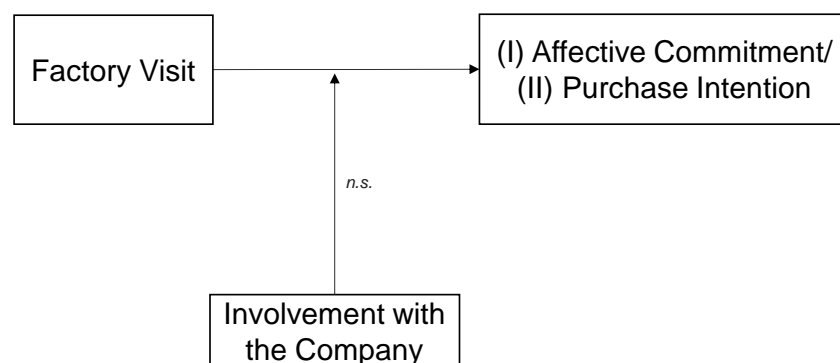 Factory Visit
(I) Affective Commitment/
(II) Purchase Intention
n.s.
Involvement with
the Company